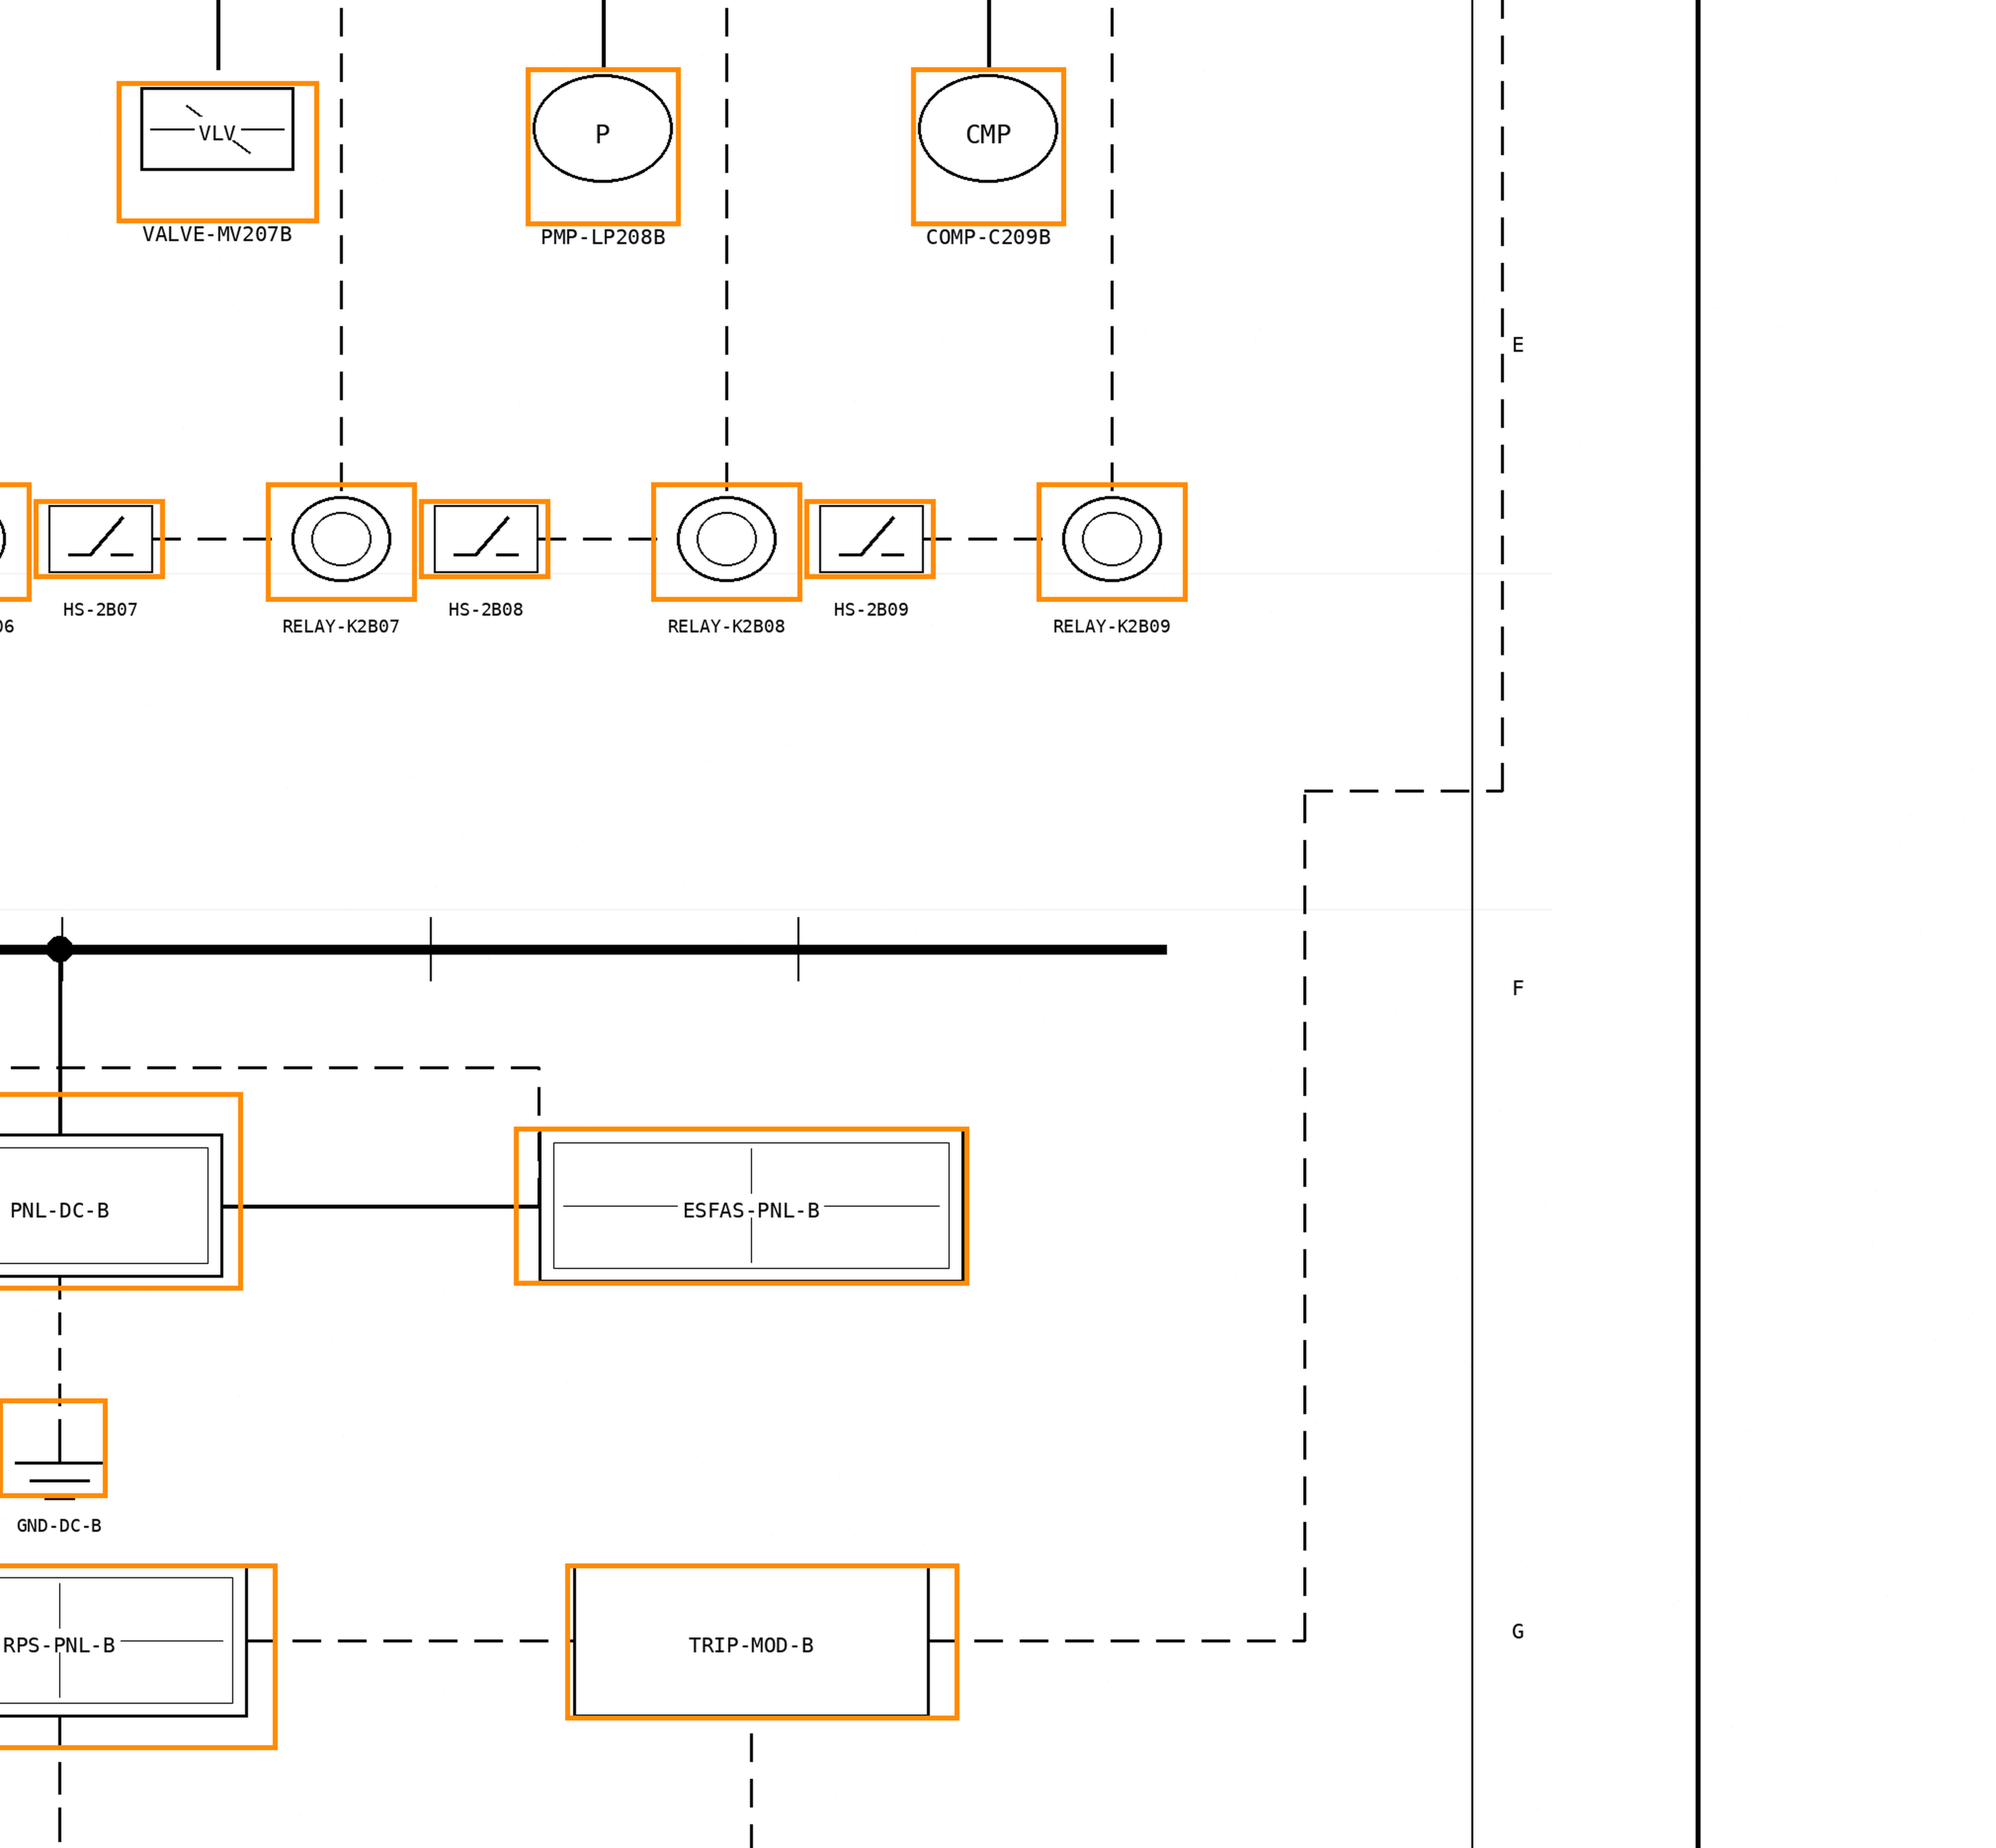 VLV
P
CMP
VALVE-MV207B
PMP-LP208B
COMP-C209B
E
HS-2B07
HS-2B08
HS-2B09
06
RELAY-K2B07
RELAY-K2B08
RELAY-K2B09
F
PNL-DC-B
ESFAS-PNL-B
GND-DC-B
RPS-PNL-B
TRIP-MOD-B
G